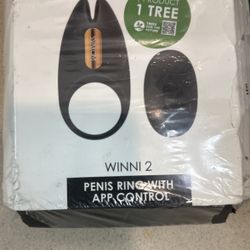 PRODUCT
1 TREE
WINNI 2
PENIS RING WITH
APP CONTROL